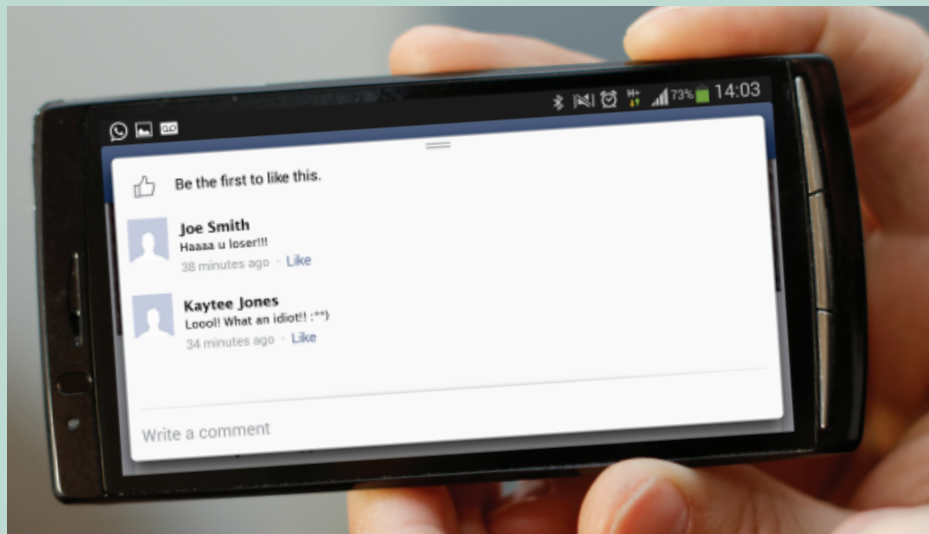 H+
73%
14:03
Be the first to like this.
Joe Smith
Haaaa u loser!!!
38 minutes ago · Like
Kaytee Jones
Loool! What an idiot!! :**)
34 minutes ago · Like
Write a comment